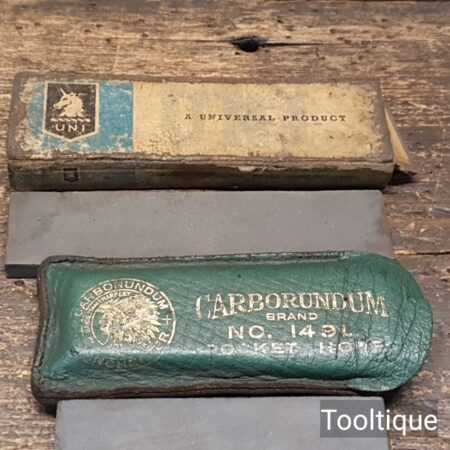 UNI
A UNIVERSAL PRODUCT
CARBORUNDUM
CARBORUNDUM
BRAND
NO. 149L
POCKET HONE
Tooltique